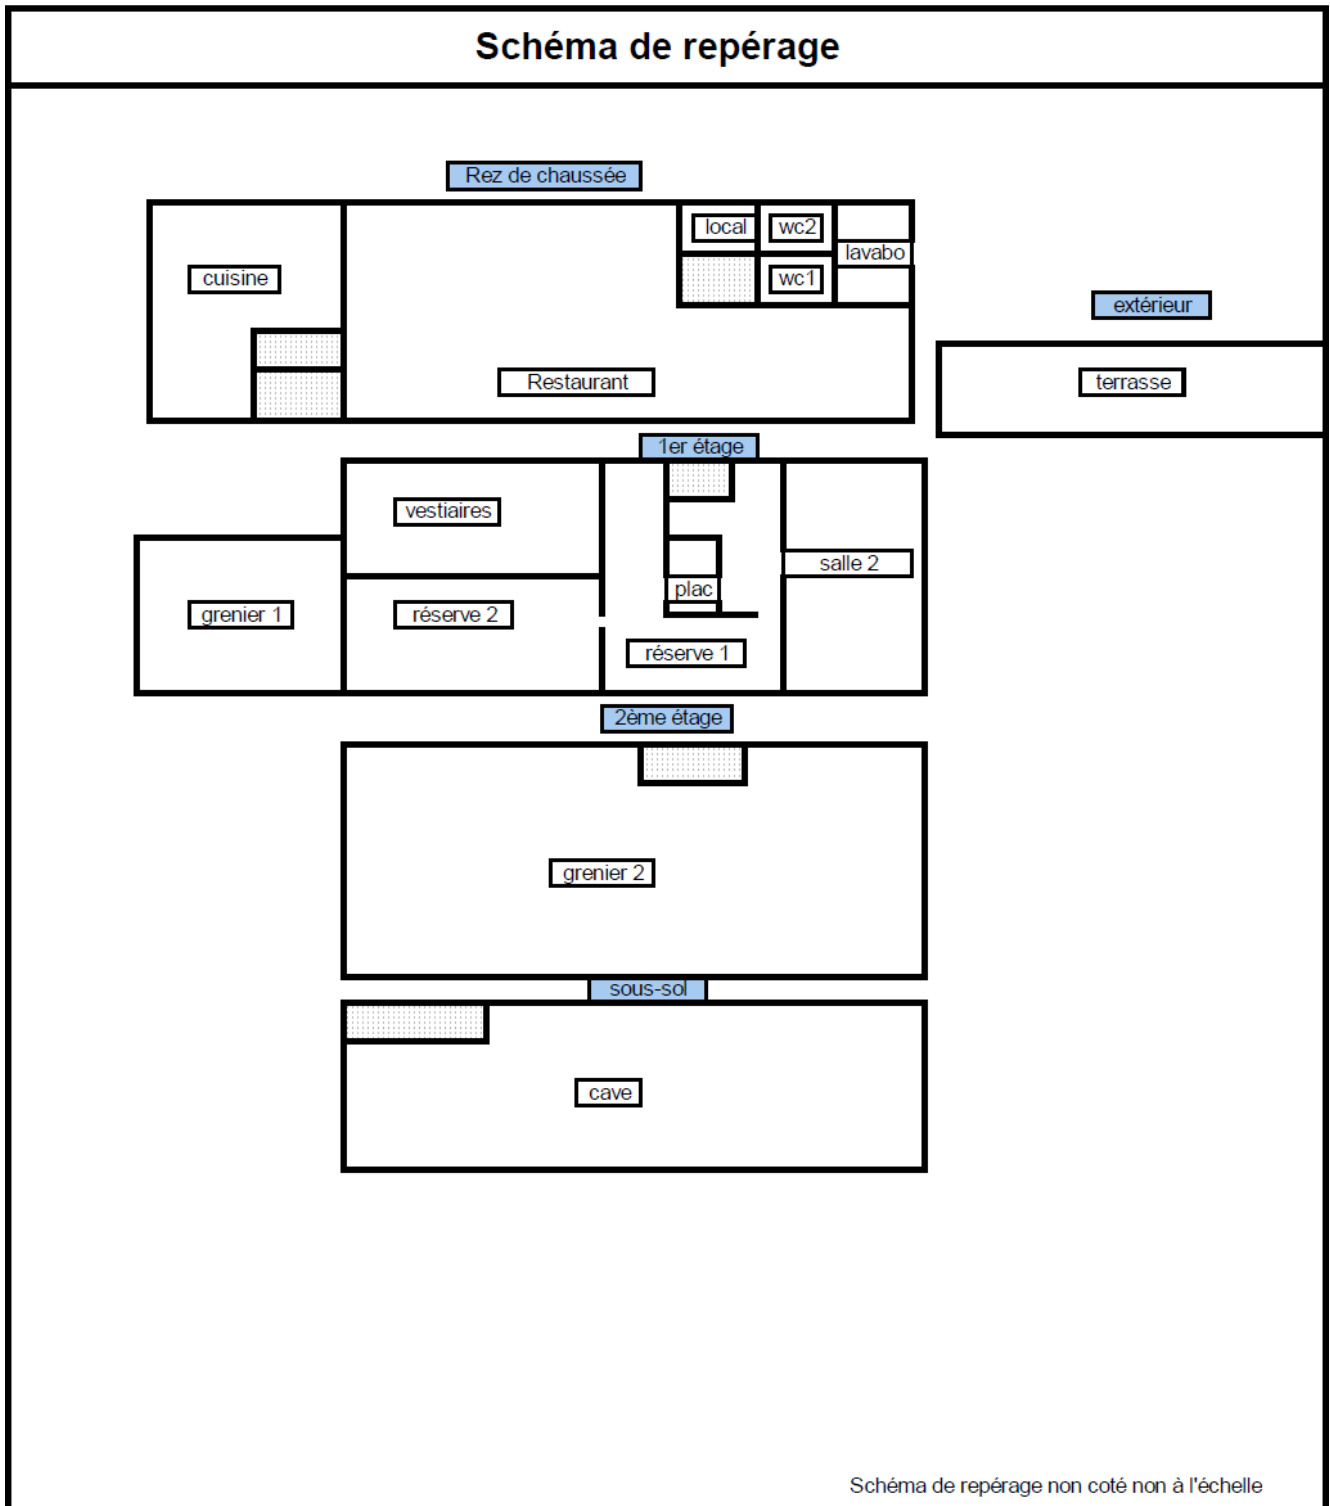 Schéma de repérage
Rez de chaussée
local
wc2
lavabo
cuisine
wc1
extérieur
Restaurant
terrasse
1er étage
vestiaires
salle 2
plac
grenier 1
réserve 2
réserve 1
2ème étage
grenier 2
sous-sol
cave
Schéma de repérage non coté non à l'échelle